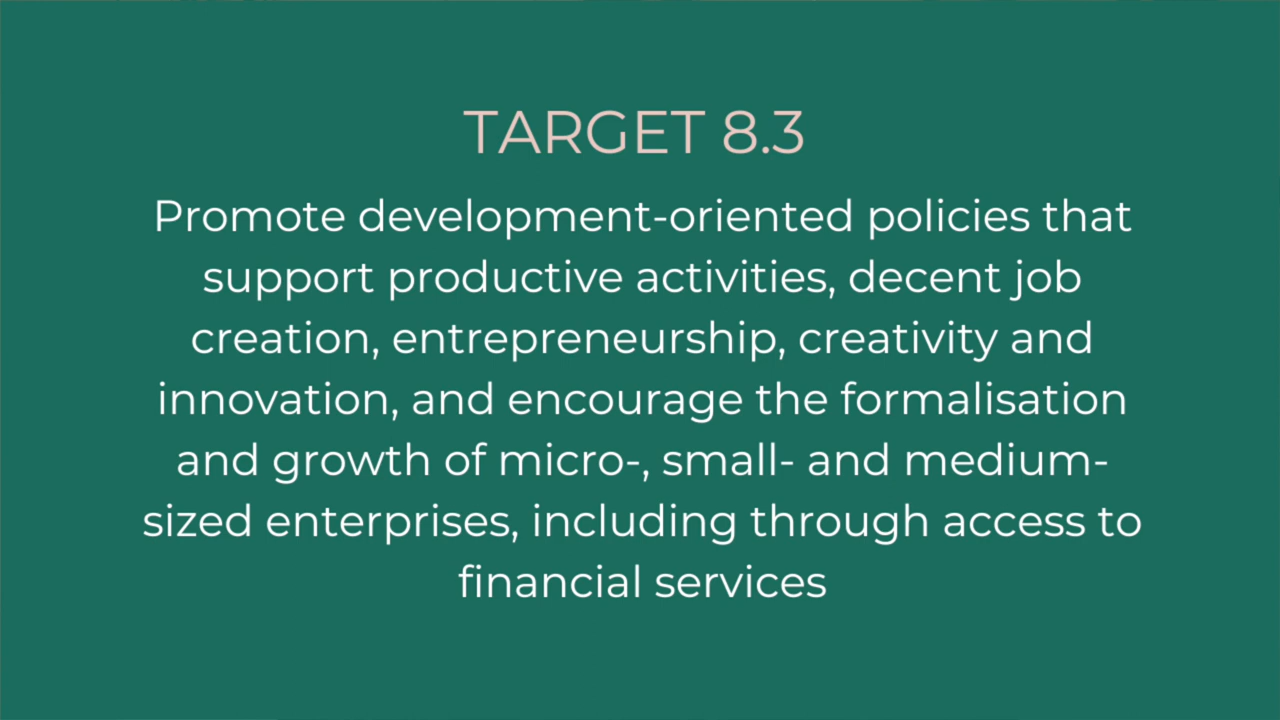 TARGET 8.3
Promote development-oriented policies that
support productive activities, decent job
creation, entrepreneurship, creativity and
innovation, and encourage the formalisation
and growth of micro-, small- and medium-
sized enterprises, including through access to
financial services